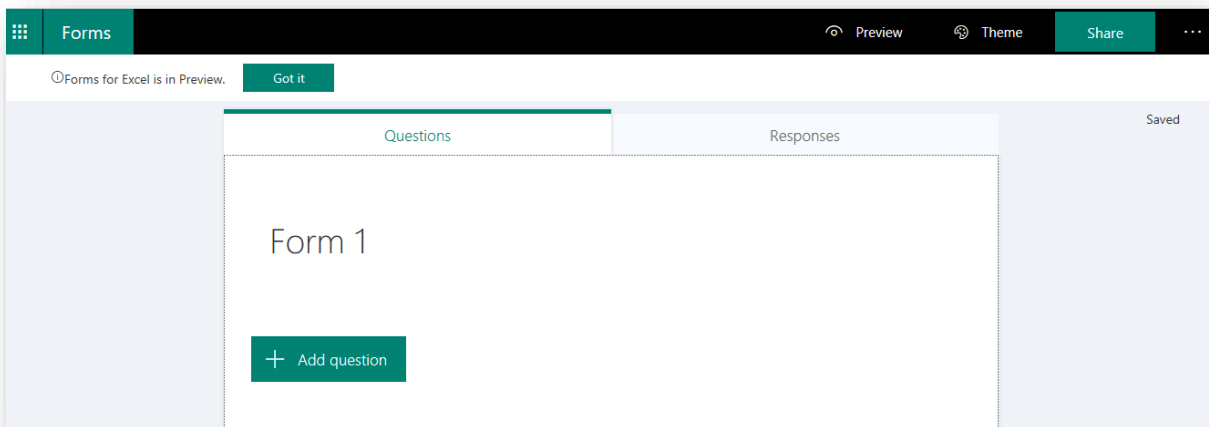 Forms Preview Theme Share ...
Forms for Excel is in Preview. Got it
Saved
Questions Responses
Form 1
+ Add question